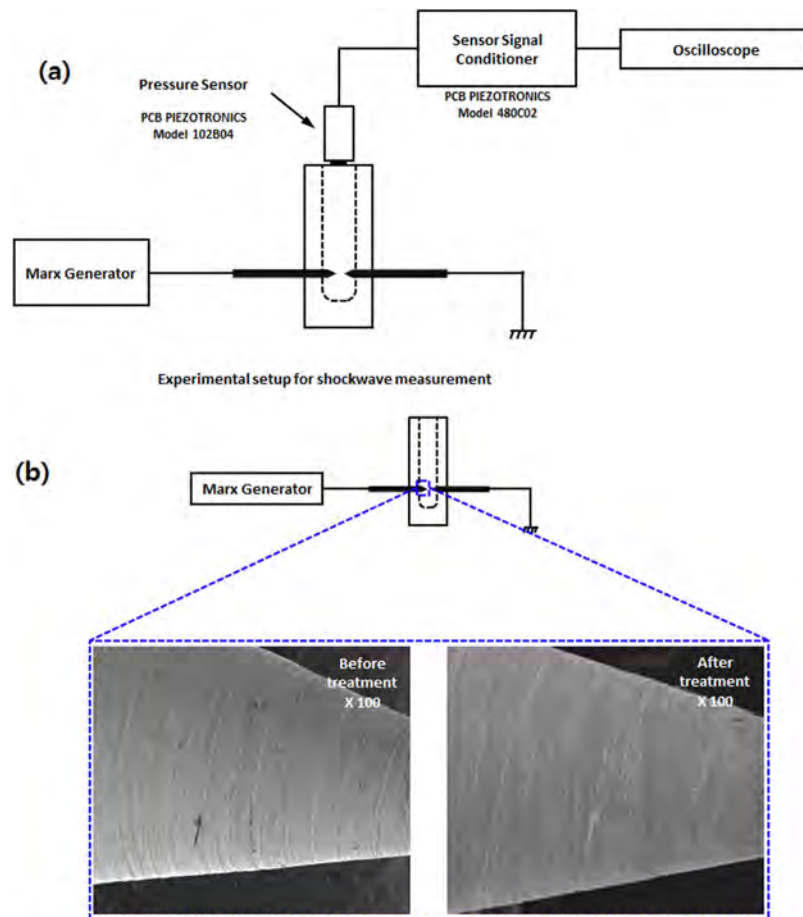 (a)
Sensor Signal
Conditioner
Oscilloscope
Pressure Sensor
PCB PIEZOTRONICS
Model 102B04
PCB PIEZOTRONICS
Model 480C02
Marx Generator
Experimental setup for shockwave measurement
(b)
Marx Generator
Before
treatment
X 100
After
treatment
X 100